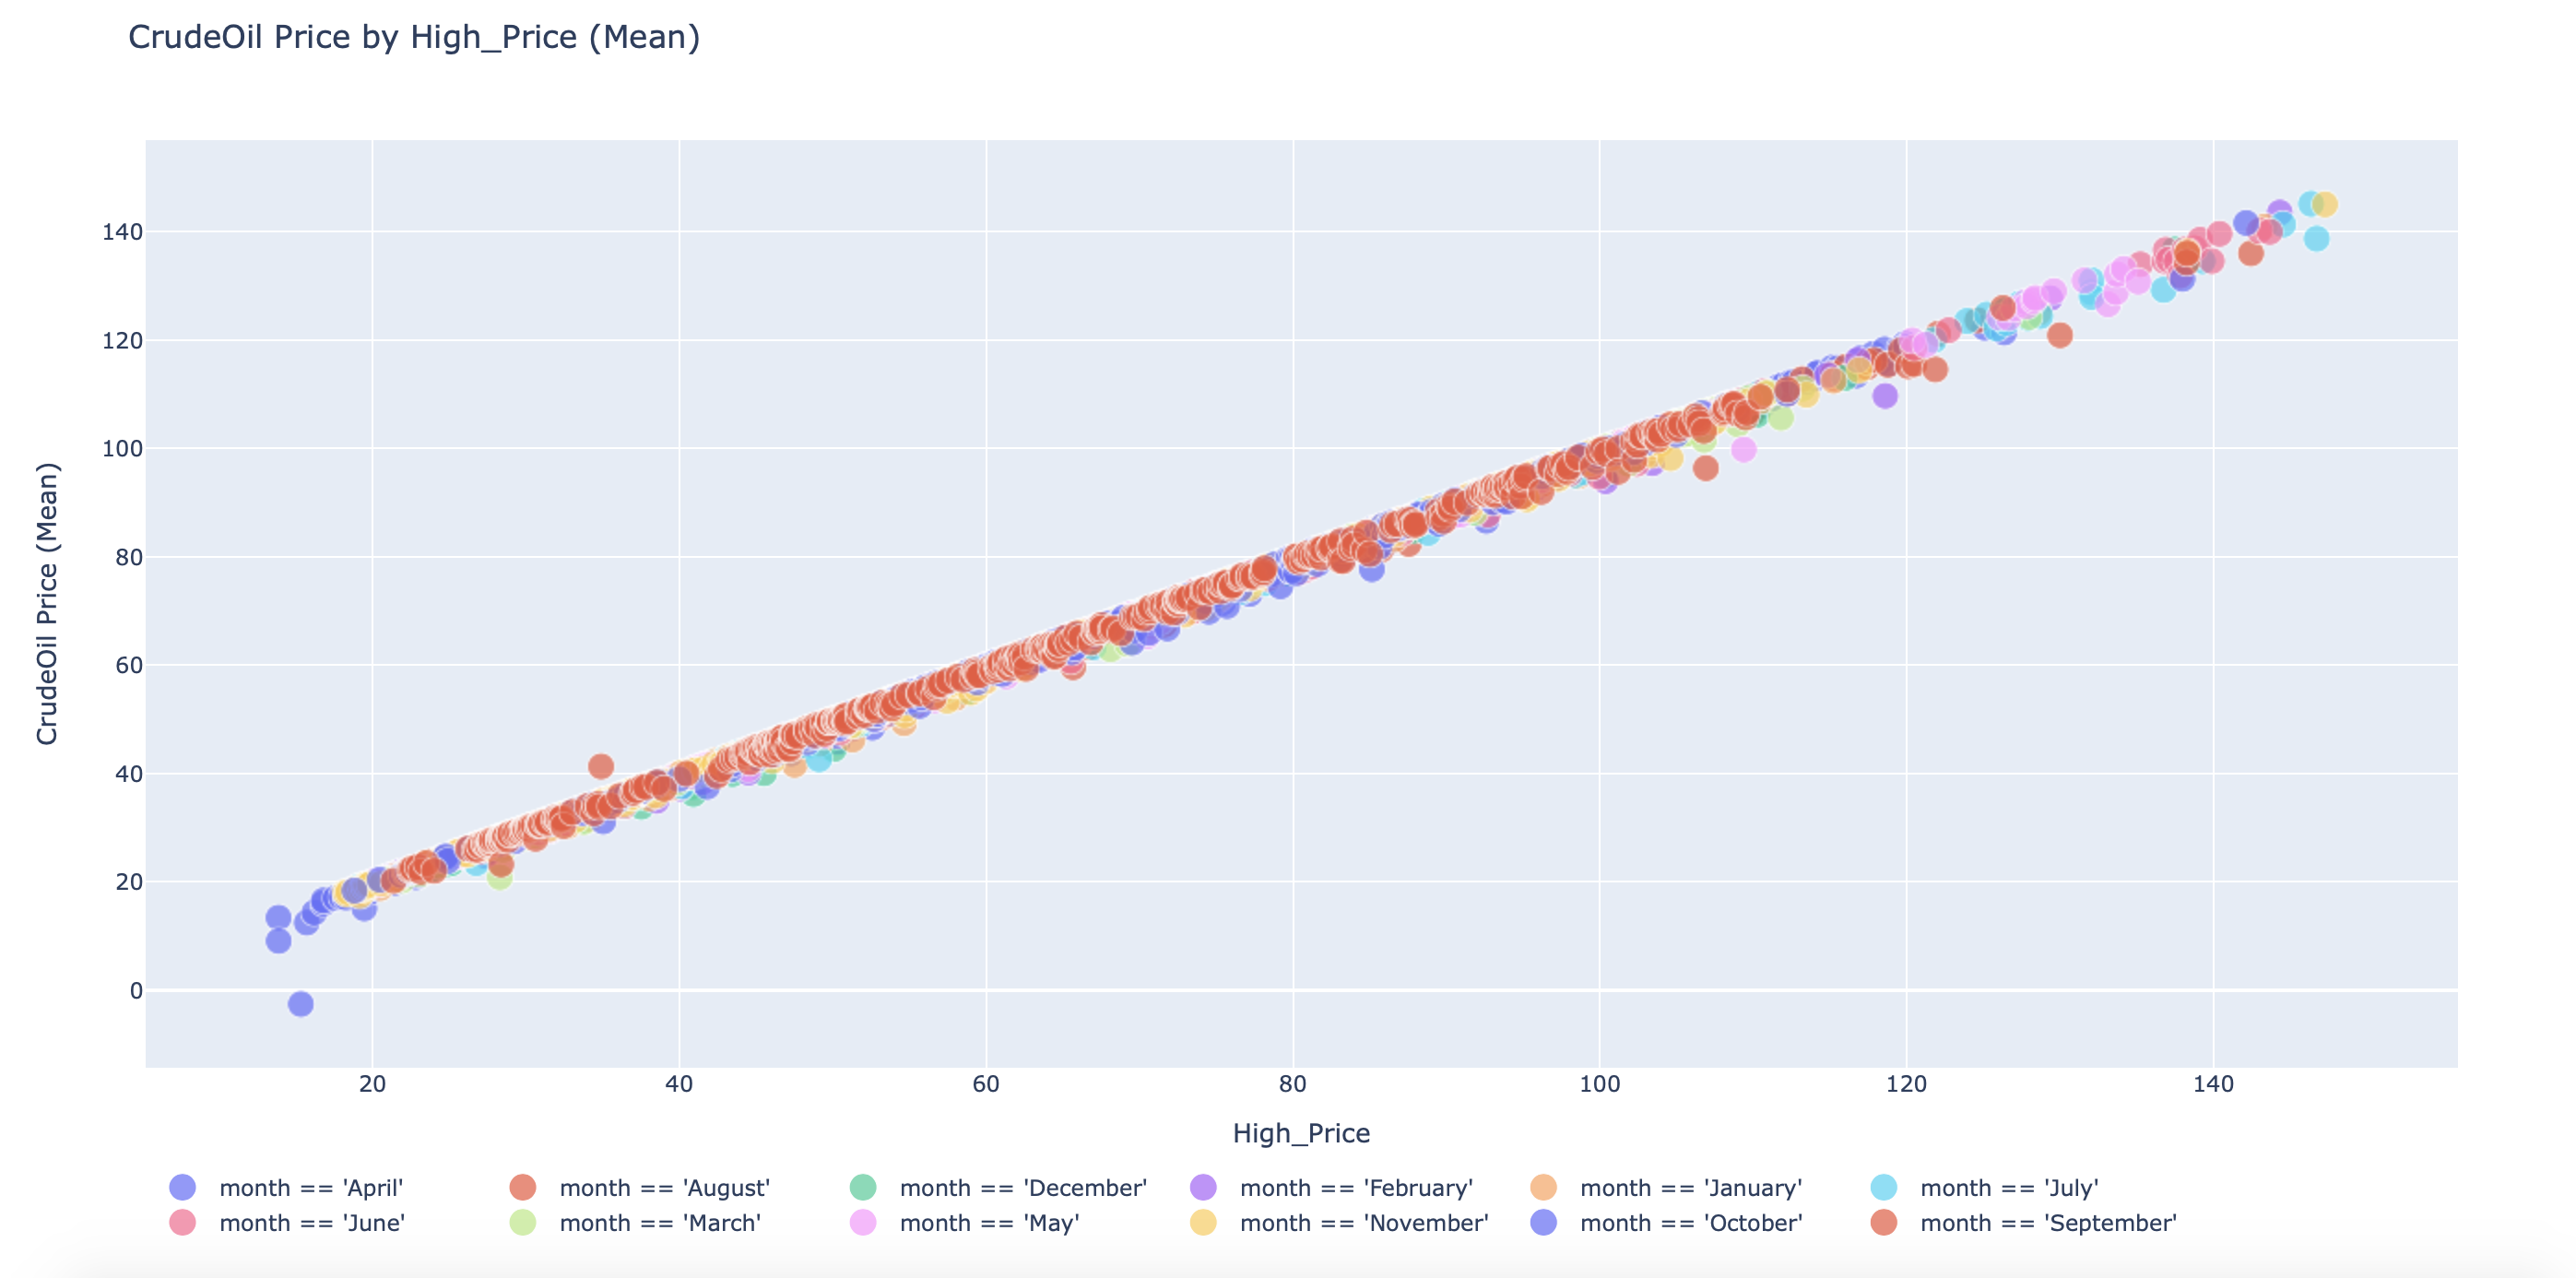 CrudeOil Price by High_Price (Mean)
CrudeOil Price (Mean)
140
120
100
80
60
40
20
0
20 40 60 80 100 120 140
High_Price
month == 'April' month == 'August' month == 'December' month == 'February' month == 'January' month == 'July'
month == 'June' month == 'March' month == 'May' month == 'November' month == 'October' month == 'September'